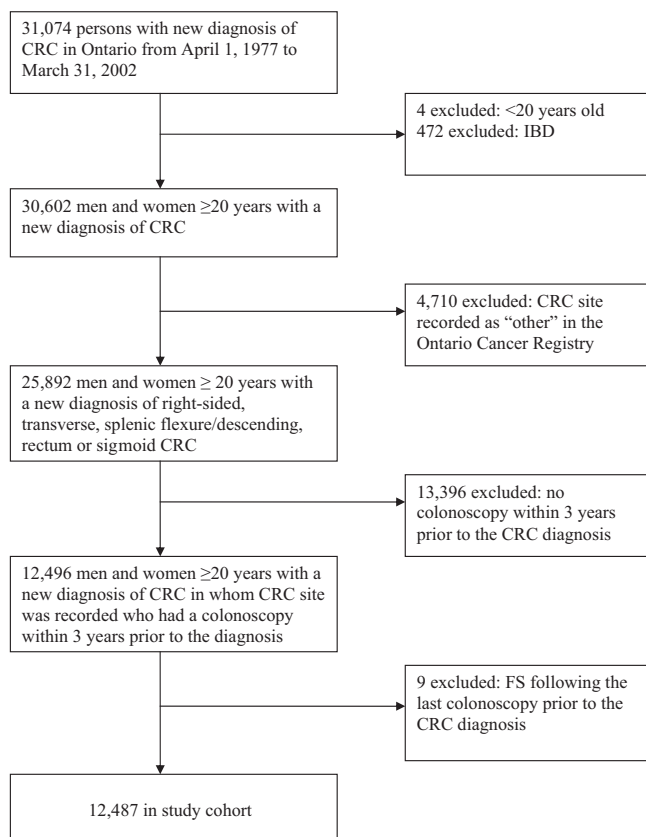 31,074 persons with new diagnosis of
CRC in Ontario from April 1, 1977 to
March 31, 2002
4 excluded: <20 years old
472 excluded: IBD
30,602 men and women ≥20 years with a
new diagnosis of CRC
4,710 excluded: CRC site
recorded as “other” in the
Ontario Cancer Registry
25,892 men and women ≥ 20 years with
a new diagnosis of right-sided,
transverse, splenic flexure/descending,
rectum or sigmoid CRC
13,396 excluded: no
colonoscopy within 3 years
prior to the CRC diagnosis
12,496 men and women ≥20 years with a
new diagnosis of CRC in whom CRC site
was recorded who had a colonoscopy
within 3 years prior to the diagnosis
9 excluded: FS following the
last colonoscopy prior to the
CRC diagnosis
12,487 in study cohort